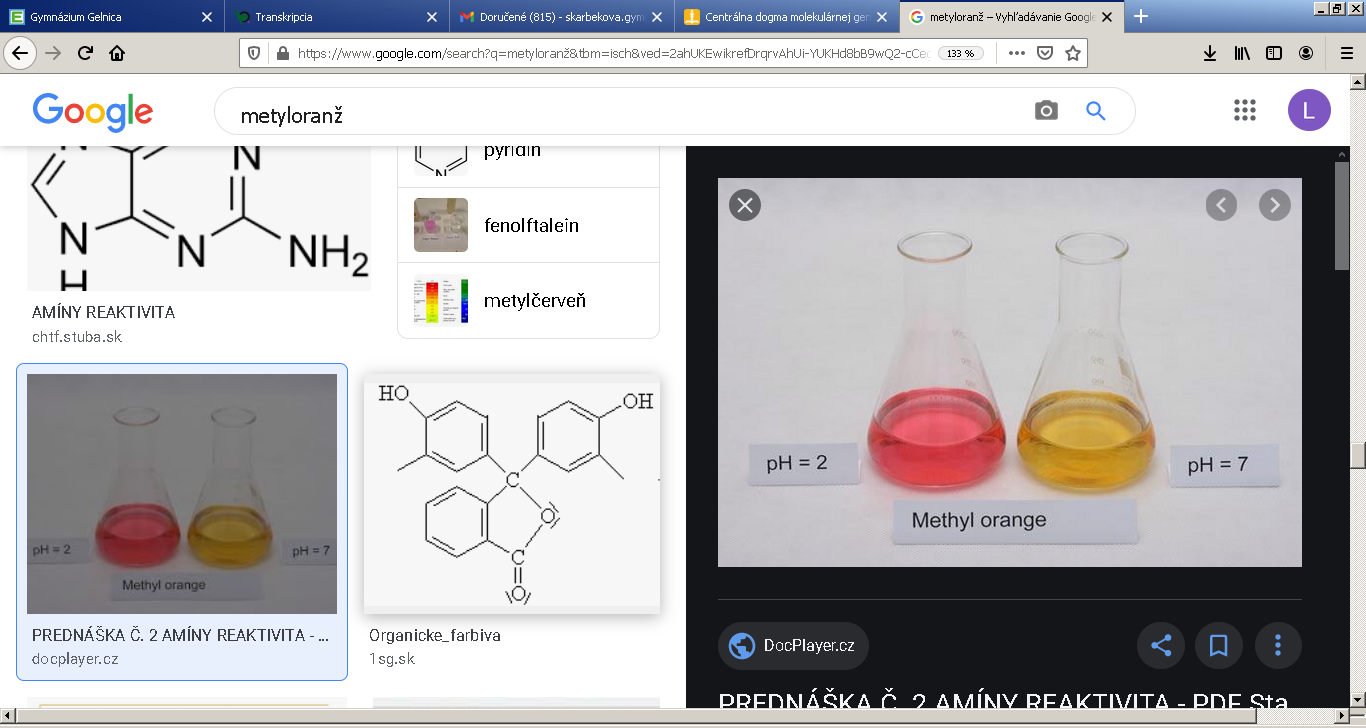 Gymnázium Gelnica
Transkripcia
Doručené (815) - skarbekova.gym
Centrálna dogma molekulárnej gen
metyloranž – Vyhľadávanie Google
https://www.google.com/search?q=metyloranž&tbm=isch&ved=2ahUKEwikrefDrqrvAhUi-YUKHd8bB9wQ2-cCeg
133 %
Google
metyloranž
L
N
N
N
H
N
NH2
AMÍNY REAKTIVITA
chtf.stuba.sk
pyridín
N
fenolftalein
metylčerveň
pH = 2
pH = 7
Methyl orange
PREDNÁŠKA Č. 2 AMÍNY REAKTIVITA - ...
docplayer.cz
HO
OH
C
O
C
O
Organicke_farbiva
1sg.sk
pH = 2
pH = 7
Methyl orange
DocPlayer.cz
PREDNÁŠKA Č. 2 AMÍNY REAKTIVITA - PDF Sta